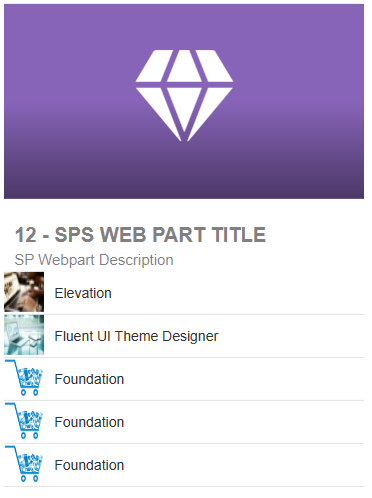 12 - SPS WEB PART TITLE
SP Webpart Description
Elevation
Fluent UI Theme Designer
Foundation
Foundation
Foundation